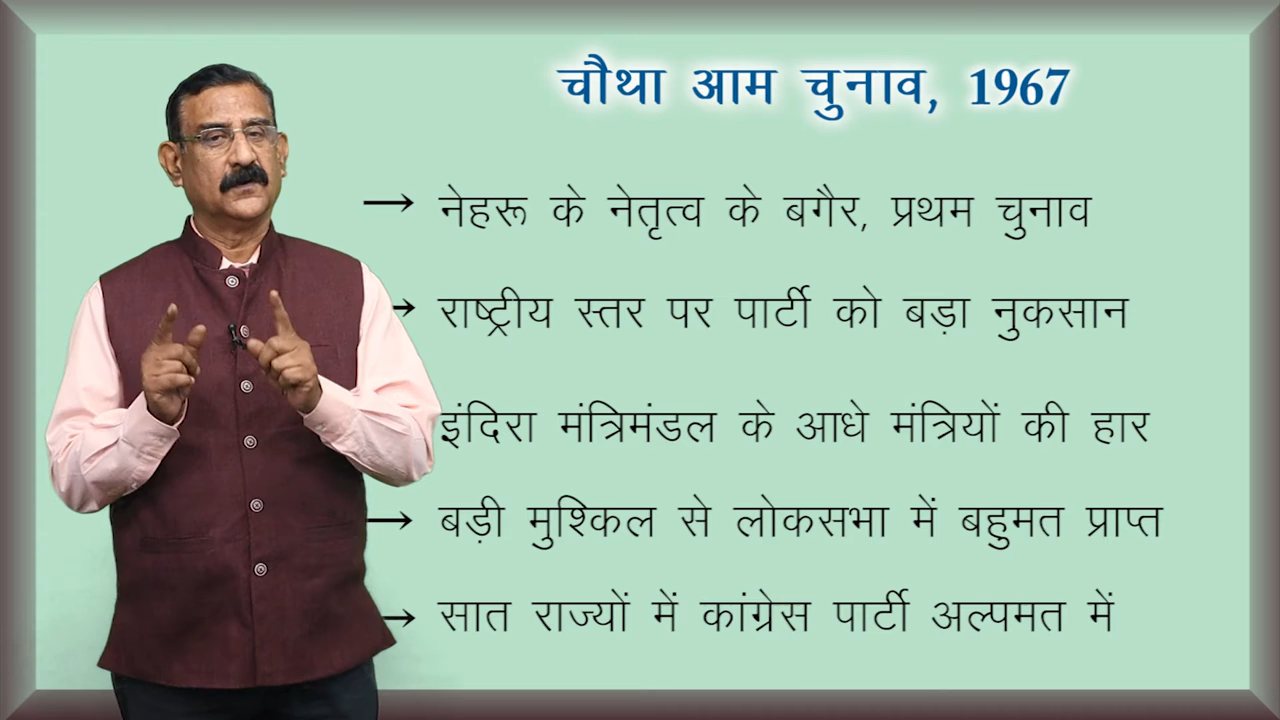 चौथा आम चुनाव, 1967
→ नेहरू के नेतृत्व के बगैर, प्रथम चुनाव
→ राष्ट्रीय स्तर पर पार्टी को बड़ा नुकसान
इंदिरा मंत्रिमंडल के आधे मंत्रियों की हार
→ बड़ी मुश्किल से लोकसभा में बहुमत प्राप्त
→ सात राज्यों में कांग्रेस पार्टी अल्पमत में